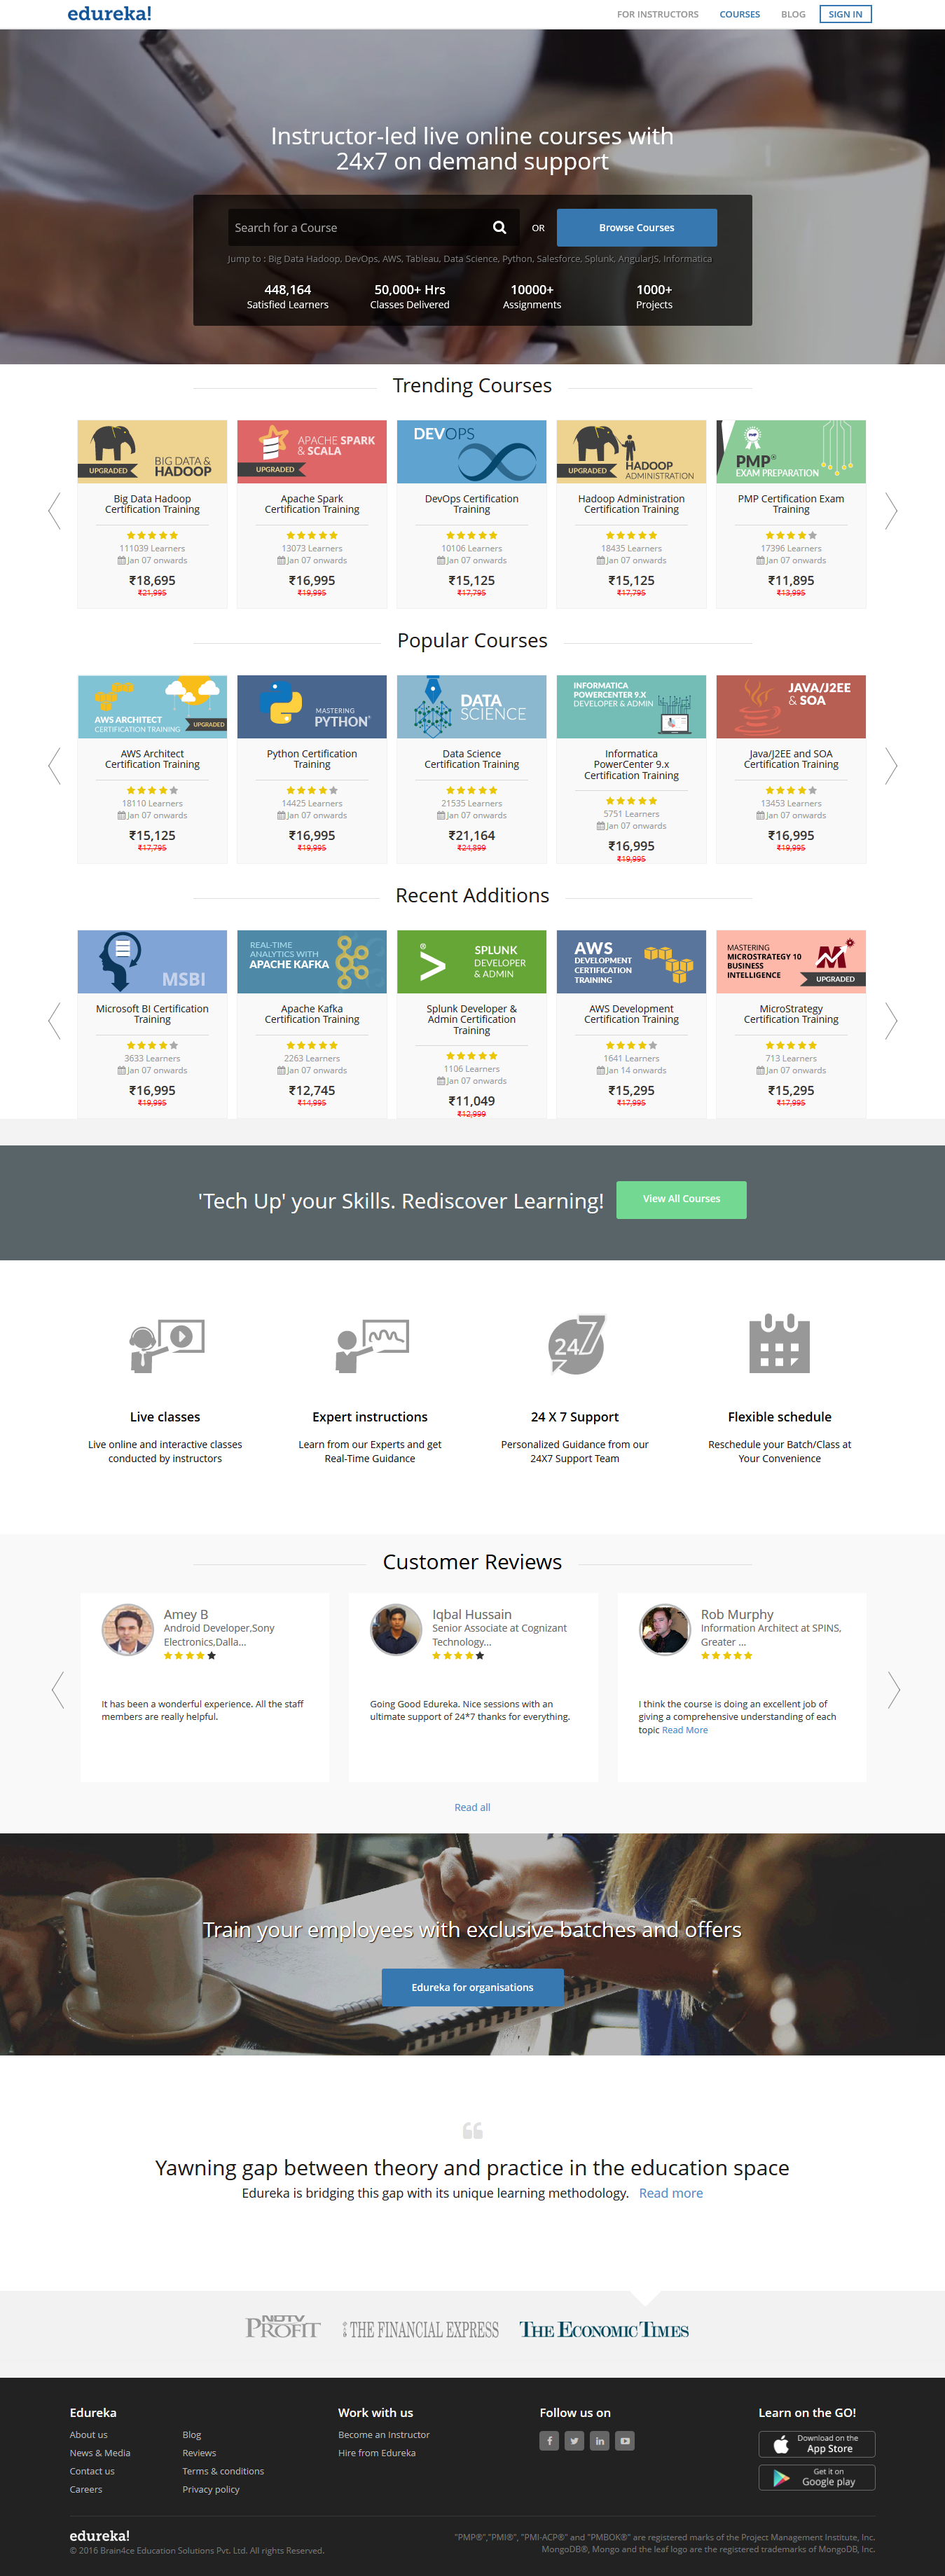 edureka!
FOR INSTRUCTORS COURSES BLOG SIGN IN
Instructor-led live online courses with
24x7 on demand support
Search for a Course OR Browse Courses
Jump to : Big Data Hadoop, DevOps, AWS, Tableau, Data Science, Python, Salesforce, Splunk, AngularJS, Informatica
448,164 50,000+ Hrs 10000+ 1000+
Satisfied Learners Classes Delivered Assignments Projects
Trending Courses
UPGRADED
BIG DATA &
HADOOP
Big Data Hadoop
Certification Training
111039 Learners
Jan 07 onwards
₹18,695
₹21,995
APACHE SPARK
& SCALA
UPGRADED
Apache Spark
Certification Training
13073 Learners
Jan 07 onwards
₹16,995
₹19,995
DEVOPS
DevOps Certification
Training
10106 Learners
Jan 07 onwards
₹15,125
₹17,795
UPGRADED
HADOOP
ADMINISTRATION
Hadoop Administration
Certification Training
18435 Learners
Jan 07 onwards
₹15,125
₹17,795
PMP
PMP®
EXAM PREPARATION
PMP Certification Exam
Training
17396 Learners
Jan 07 onwards
₹11,895
₹13,995
Popular Courses
AWS ARCHITECT
CERTIFICATION TRAINING
UPGRADED
AWS Architect
Certification Training
18110 Learners
Jan 07 onwards
₹15,125
₹17,795
MASTERING
PYTHON®
Python Certification
Training
14425 Learners
Jan 07 onwards
₹16,995
₹19,995
DATA
SCIENCE
Data Science
Certification Training
21535 Learners
Jan 07 onwards
₹21,164
₹24,899
INFORMATICA
POWERCENTER 9.X
DEVELOPER & ADMIN
Informatica
PowerCenter 9.x
Certification Training
5751 Learners
Jan 07 onwards
₹16,995
₹19,995
JAVA/J2EE
& SOA
Java/J2EE and SOA
Certification Training
13453 Learners
Jan 07 onwards
₹16,995
₹19,995
Recent Additions
MSBI
Microsoft BI Certification
Training
3633 Learners
Jan 07 onwards
₹16,995
₹19,995
REAL-TIME
ANALYTICS WITH
APACHE KAFKA
Apache Kafka
Certification Training
2263 Learners
Jan 07 onwards
₹12,745
₹14,995
®
>
SPLUNK
DEVELOPER
& ADMIN
Splunk Developer &
Admin Certification
Training
1106 Learners
Jan 07 onwards
₹11,049
₹12,999
AWS
DEVELOPMENT
CERTIFICATION
TRAINING
AWS Development
Certification Training
1641 Learners
Jan 14 onwards
₹15,295
₹17,995
MASTERING
MICROSTRATEGY 10
BUSINESS
INTELLIGENCE
UPGRADED
MicroStrategy
Certification Training
713 Learners
Jan 07 onwards
₹15,295
₹17,995
'Tech Up' your Skills. Rediscover Learning! View All Courses
24 7
Live classes
Live online and interactive classes
conducted by instructors
Expert instructions
Learn from our Experts and get
Real-Time Guidance
24 X 7 Support
Personalized Guidance from our
24X7 Support Team
Flexible schedule
Reschedule your Batch/Class at
Your Convenience
Customer Reviews
Amey B
Android Developer,Sony
Electronics,Dalla...
It has been a wonderful experience. All the staff
members are really helpful.
Iqbal Hussain
Senior Associate at Cognizant
Technology...
Going Good Edureka. Nice sessions with an
ultimate support of 24*7 thanks for everything.
Rob Murphy
Information Architect at SPINS,
Greater ...
I think the course is doing an excellent job of
giving a comprehensive understanding of each
topic Read More
Read all
Train your employees with exclusive batches and offers
Edureka for organisations
Yawning gap between theory and practice in the education space
Edureka is bridging this gap with its unique learning methodology. Read more
NDTV
PROFIT
THE FINANCIAL EXPRESS
THE ECONOMIC TIMES
Edureka
About us
News & Media
Contact us
Careers
Blog
Reviews
Terms & conditions
Privacy policy
Work with us
Become an Instructor
Hire from Edureka
Follow us on
Learn on the GO!
Download on the
App Store
Get it on
Google play
edureka!
© 2016 Brain4ce Education Solutions Pvt. Ltd. All rights Reserved.
"PMP®","PMI®", "PMI-ACP®" and "PMBOK®" are registered marks of the Project Management Institute, Inc.
MongoDB®, Mongo and the leaf logo are the registered trademarks of MongoDB, Inc.